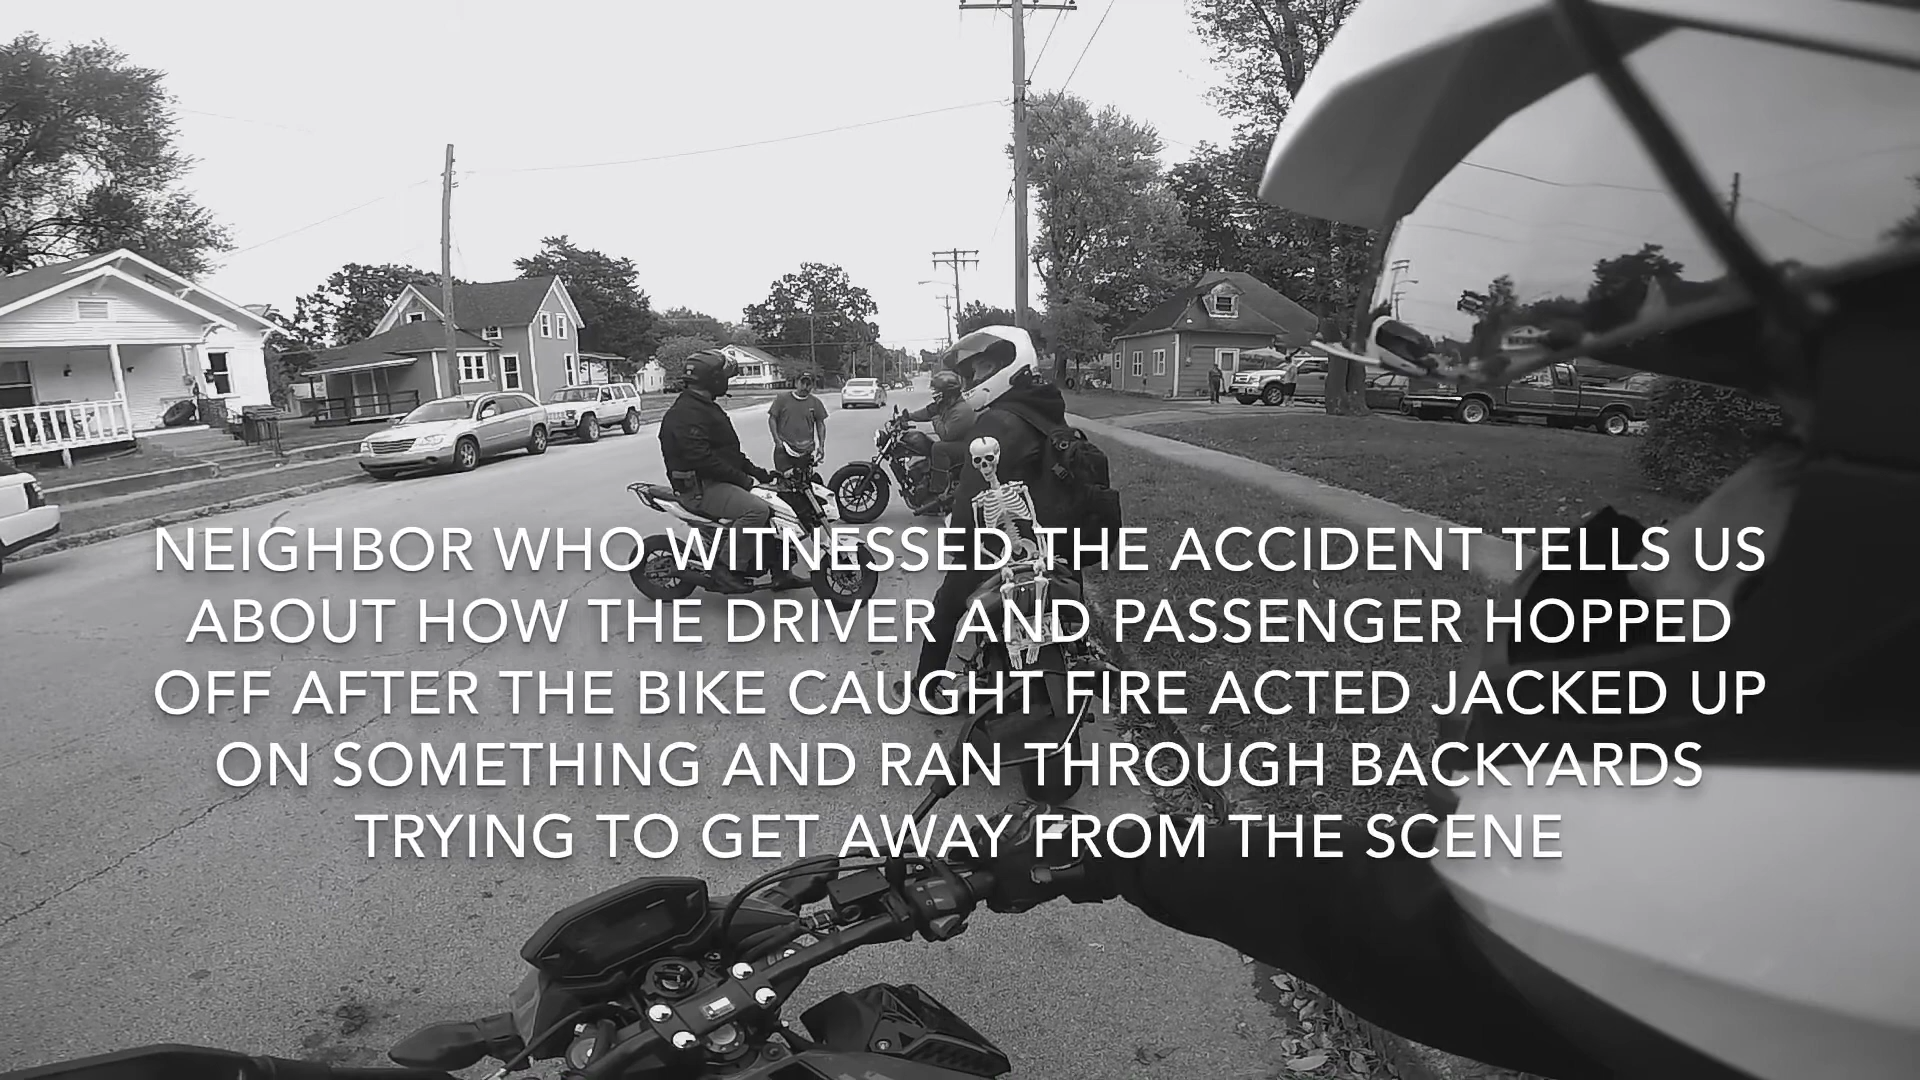 NEIGHBOR WHO WITNESSED THE ACCIDENT TELLS US
ABOUT HOW THE DRIVER AND PASSENGER HOPPED
OFF AFTER THE BIKE CAUGHT FIRE ACTED JACKED UP
ON SOMETHING AND RAN THROUGH BACKYARDS
TRYING TO GET AWAY FROM THE SCENE